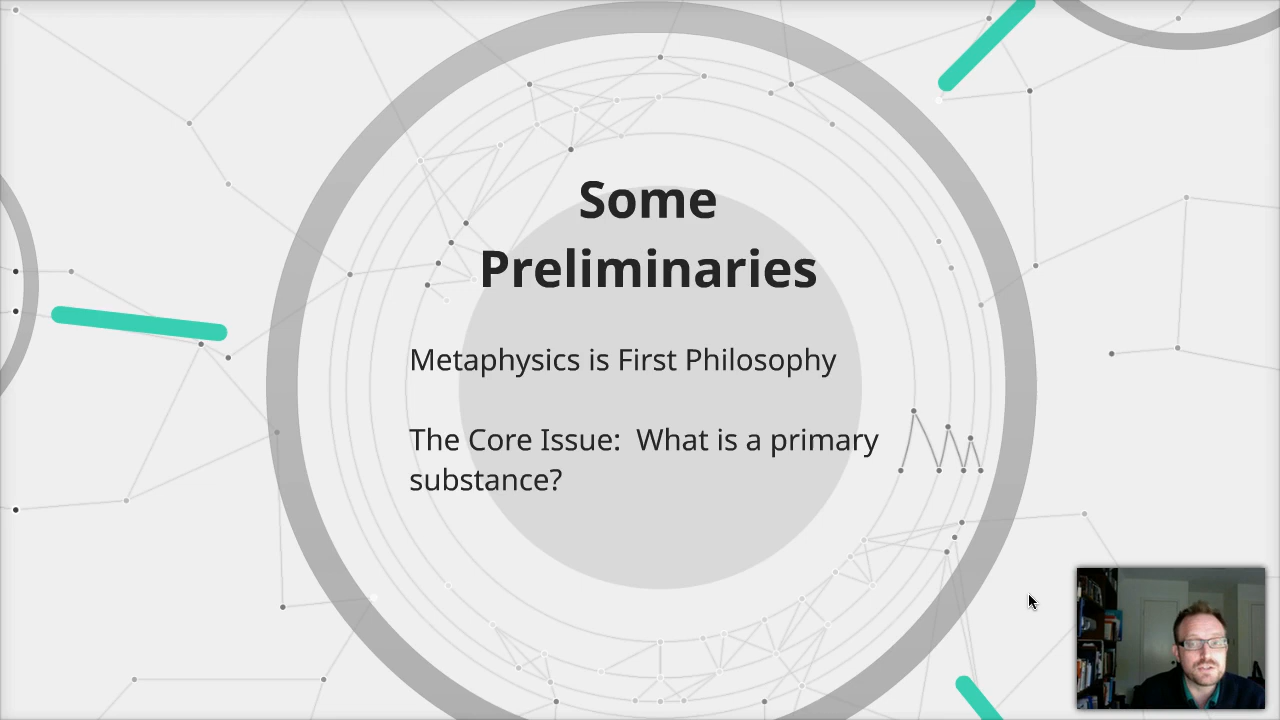 Some
Preliminaries
Metaphysics is First Philosophy
The Core Issue:  What is a primary
substance?